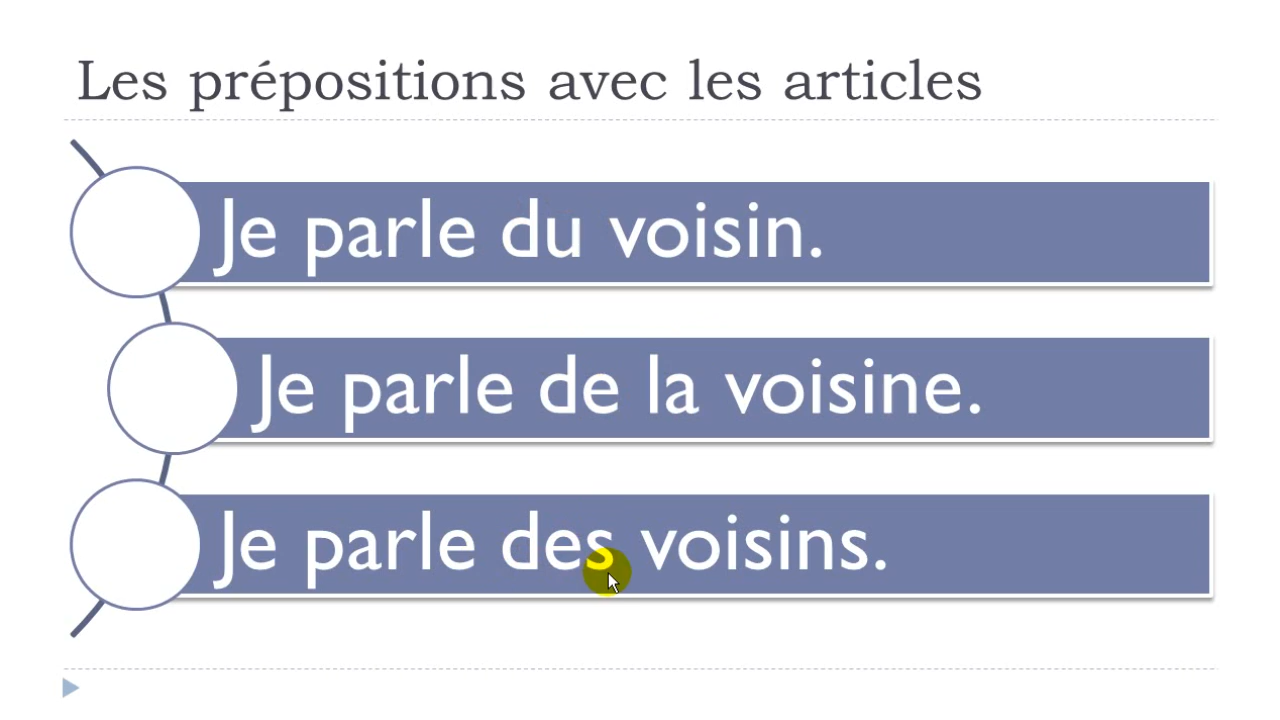 Les prépositions avec les articles
Je parle du voisin.
Je parle de la voisine.
Je parle des voisins.